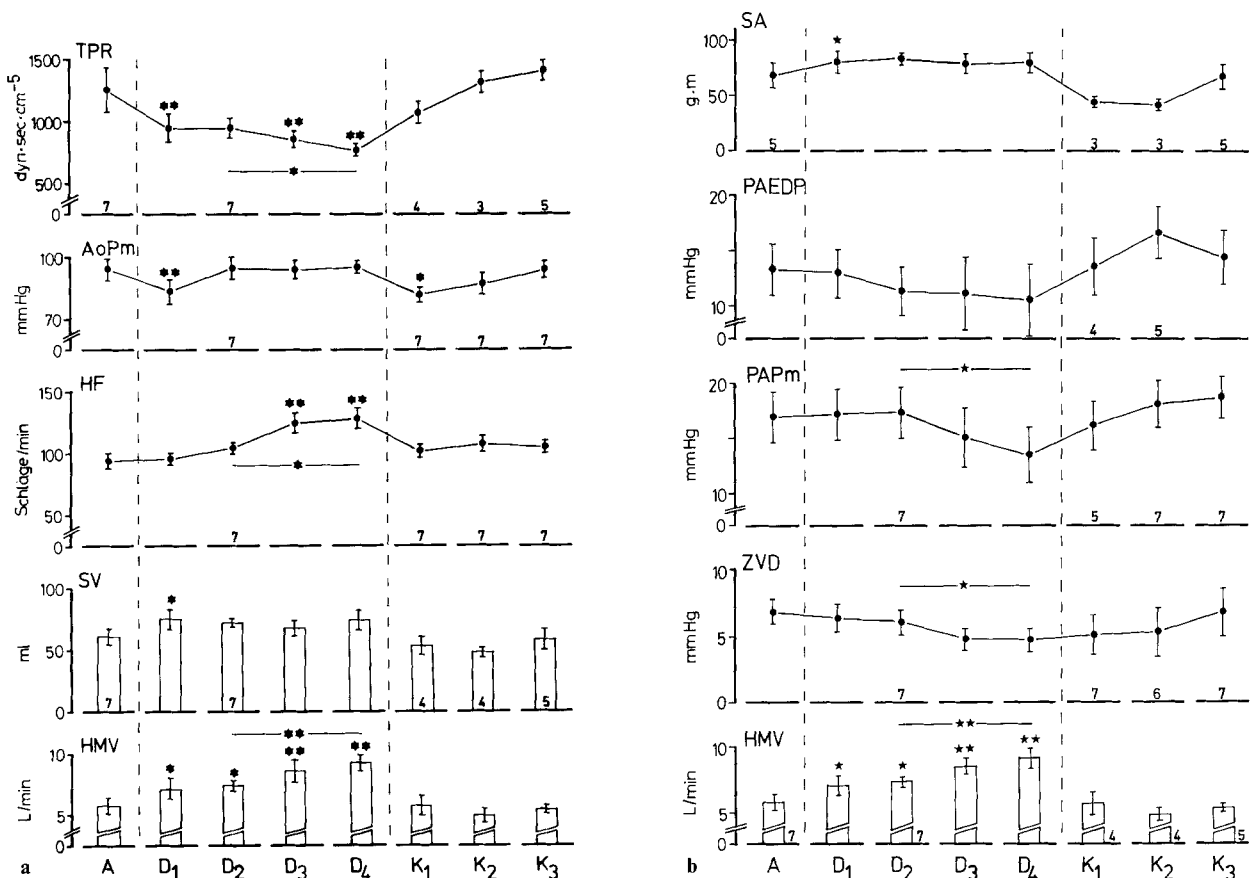 TPR
dyn·sec·cm-5
1500
1000
500
0
** ** **
*
7 7 4 3 5
AoPm
mmHg
100
70
0
** *
7 7 7 7
HF
Schläge/min
150
100
50
0
** **
*
7 7 7 7
SV
ml
100
50
0
*
7 7 4 4 5
HMV
L/min
10
5
0
**
* * ** **
a A D1 D2 D3 D4 K1 K2 K3
SA
g·m
100
50
0
★
5 3 3 5
PAEDP
mmHg
20
10
0
4 5
PAPm
mmHg
20
10
0
★
5 7 7 7
ZVD
mmHg
10
5
0
★
7 7 6 7
HMV
L/min
10
5
0
★★
★ ★ ★★ ★★
7 7 4 4 5
b A D1 D2 D3 D4 K1 K2 K3